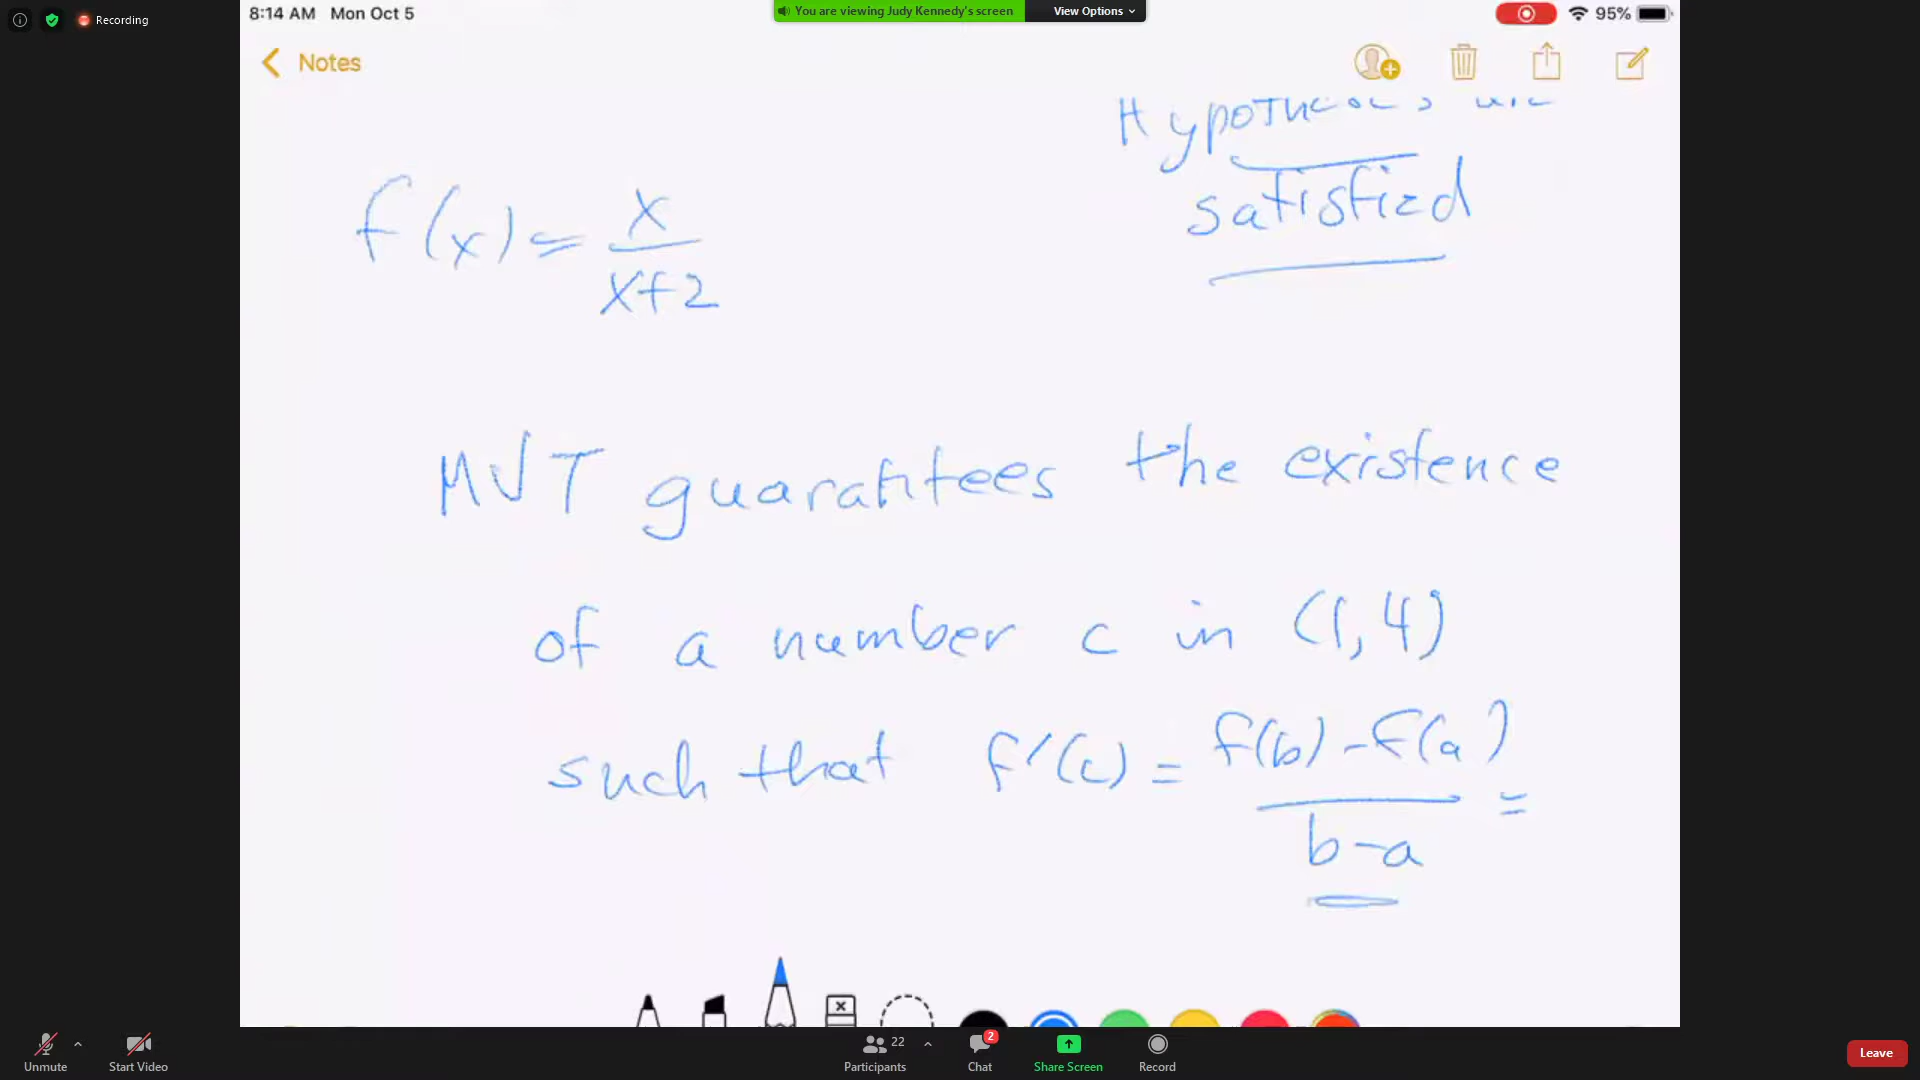 Recording
8:14 AM Mon Oct 5
You are viewing Judy Kennedy's screen
View Options
95%
Notes
satisfied
f(x) = x
x+2
MVT guarantees the existence
of a number c in (1,4)
such that f'(c) = f(b) - f(a) =
b-a
Unmute
Start Video
22
Participants
2
Chat
Share Screen
Record
Leave